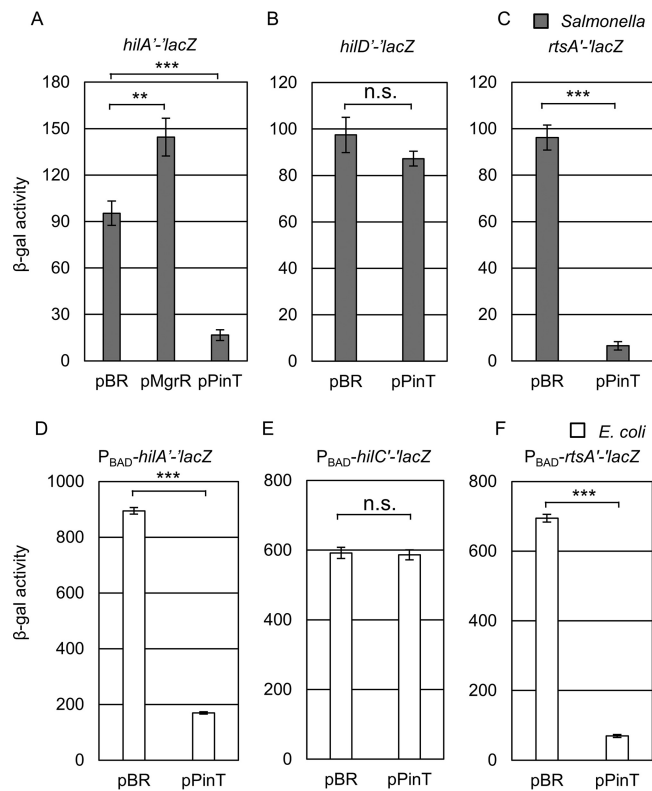 A
hilA’-’lacZ
***
**
β-gal activity
180
150
120
90
60
30
0
pBR pMgrR pPinT
B
hilD’-’lacZ
n.s.
120
100
80
60
40
20
0
pBR pPinT
C
Salmonella
rtsA'-'lacZ
***
120
100
80
60
40
20
0
pBR pPinT
D
PBAD-hilA’-’lacZ
***
β-gal activity
1000
800
600
400
200
0
pBR pPinT
E
PBAD-hilC'-'lacZ
n.s.
800
600
400
200
0
pBR pPinT
F
E. coli
PBAD-rtsA'-'lacZ
***
800
600
400
200
0
pBR pPinT